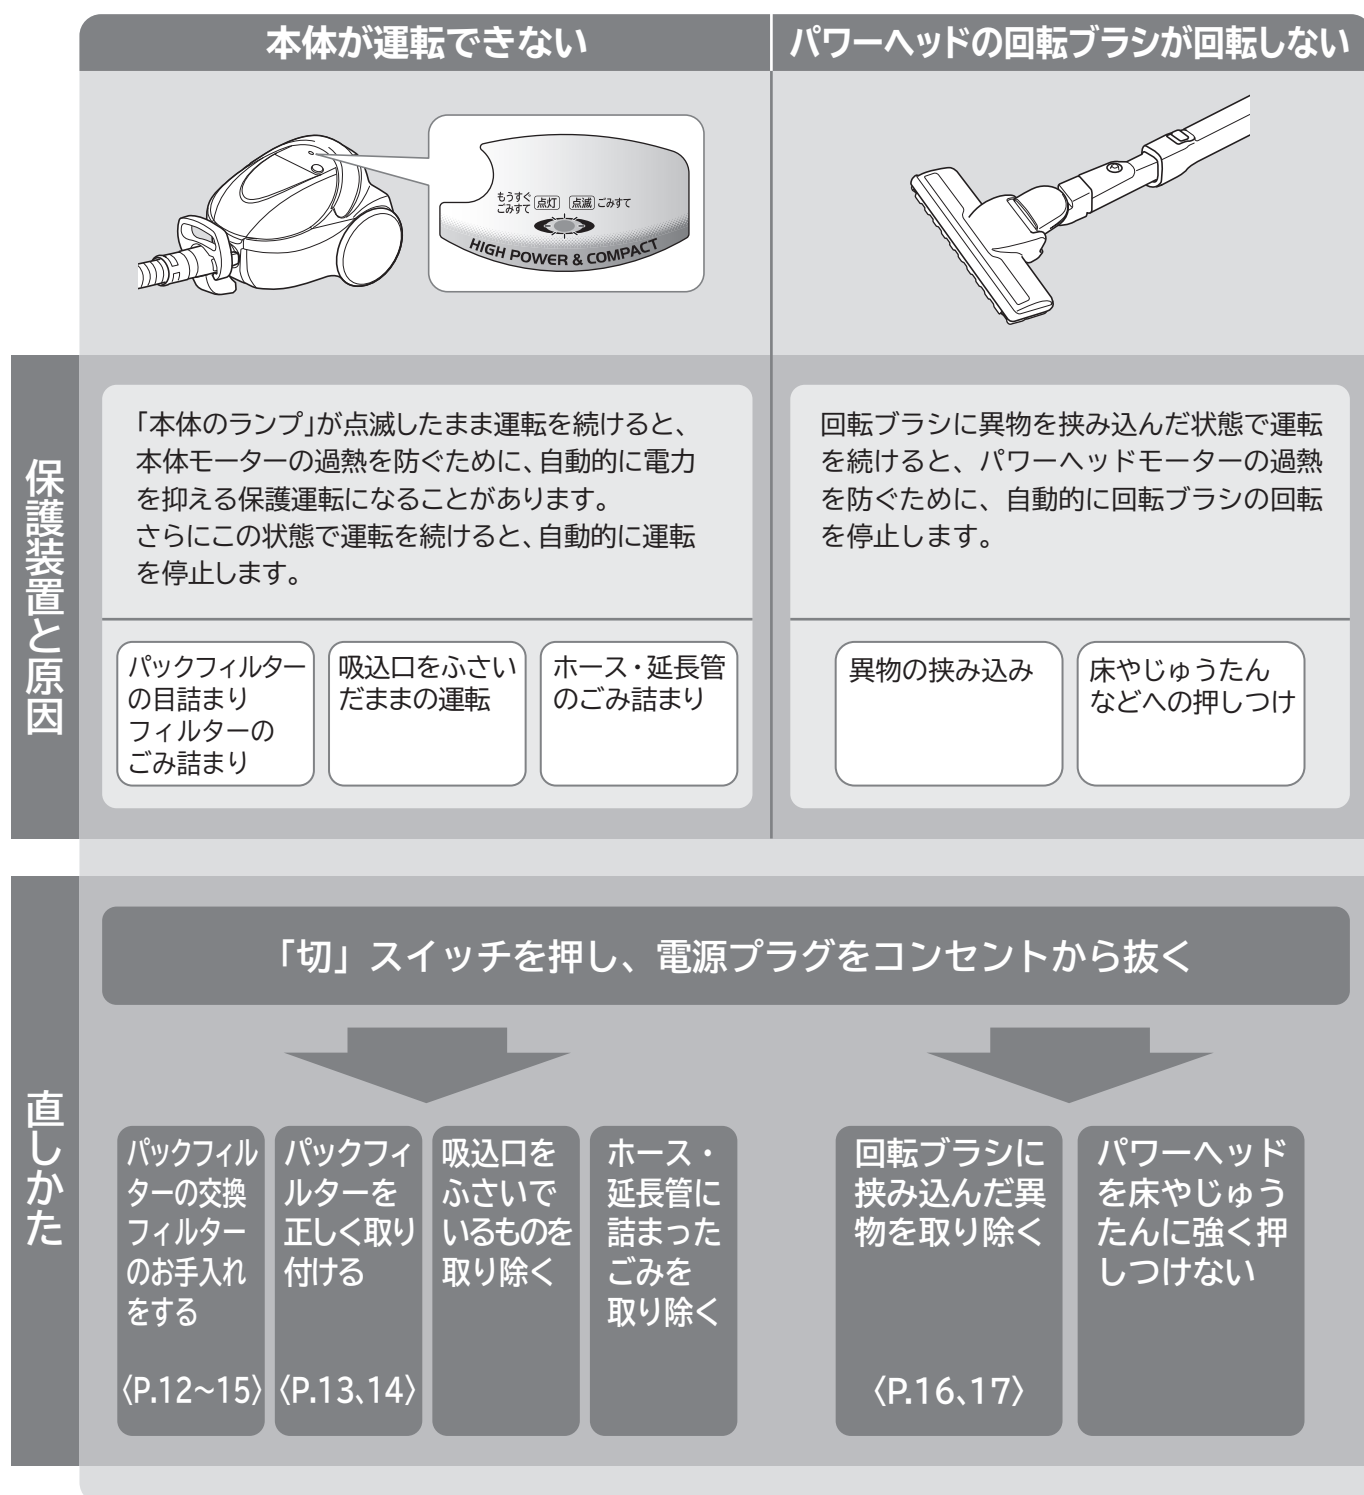 本体が運転できない
パワーヘッドの回転ブラシが回転しない
もうすぐ
ごみすて 点灯 点滅 ごみすて
HIGH POWER & COMPACT
保護装置と原因
「本体のランプ」が点滅したまま運転を続けると、
本体モーターの過熱を防ぐために、自動的に電力
を抑える保護運転になることがあります。
さらにこの状態で運転を続けると、自動的に運転
を停止します。
パックフィルター
の目詰まり
フィルターの
ごみ詰まり
吸込口をふさい
だままの運転
ホース・延長管
のごみ詰まり
回転ブラシに異物を挟み込んだ状態で運転
を続けると、パワーヘッドモーターの過熱
を防ぐために、自動的に回転ブラシの回転
を停止します。
異物の挟み込み
床やじゅうたん
などへの押しつけ
直しかた
「切」スイッチを押し、電源プラグをコンセントから抜く
パックフィル
ターの交換
フィルター
のお手入れ
をする
〈P.12~15〉
パックフィ
ルターを
正しく取り
付ける
〈P.13、14〉
吸込口を
ふさいで
いるものを
取り除く
ホース・
延長管に
詰まった
ごみを
取り除く
回転ブラシに
挟み込んだ異
物を取り除く
〈P.16、17〉
パワーヘッド
を床やじゅう
たんに強く押
しつけない